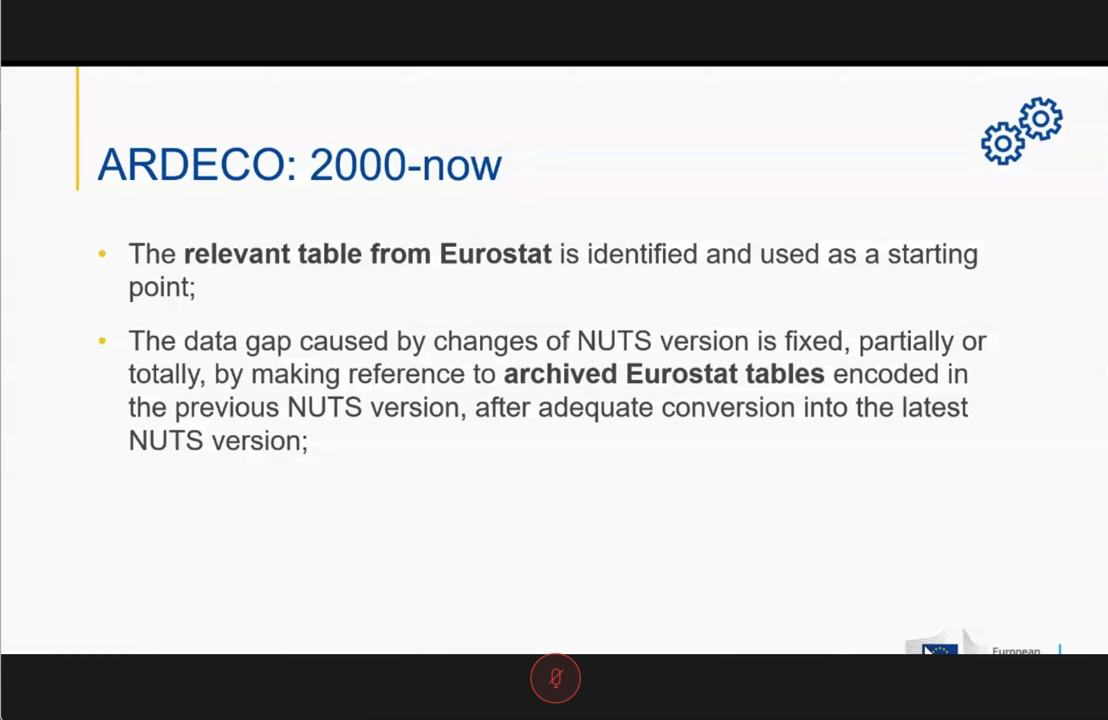 ARDECO: 2000-now
• The relevant table from Eurostat is identified and used as a starting
point;
• The data gap caused by changes of NUTS version is fixed, partially or
totally, by making reference to archived Eurostat tables encoded in
the previous NUTS version, after adequate conversion into the latest
NUTS version;
European